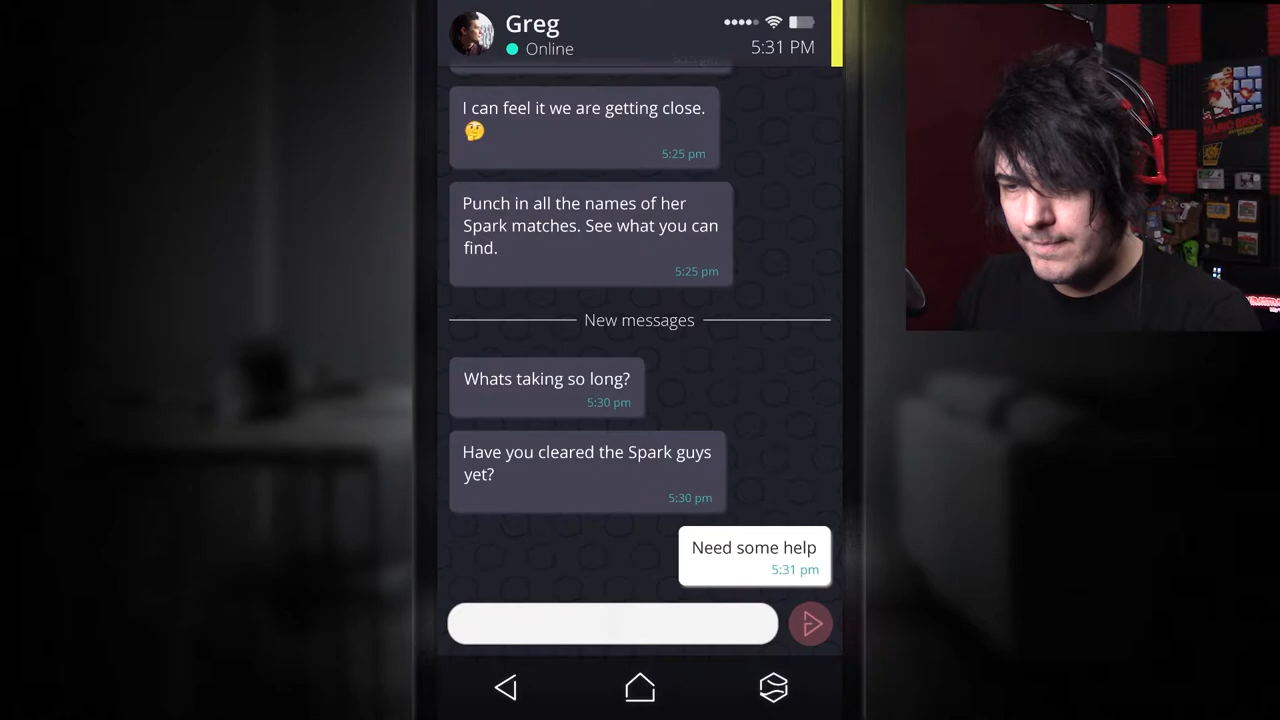 Greg
Online
5:31 PM
I can feel it we are getting close.
🤔
5:25 pm
Punch in all the names of her
Spark matches. See what you can
find.
5:25 pm
New messages
Whats taking so long?
5:30 pm
Have you cleared the Spark guys
yet?
5:30 pm
Need some help
5:31 pm
MARIO BROS.